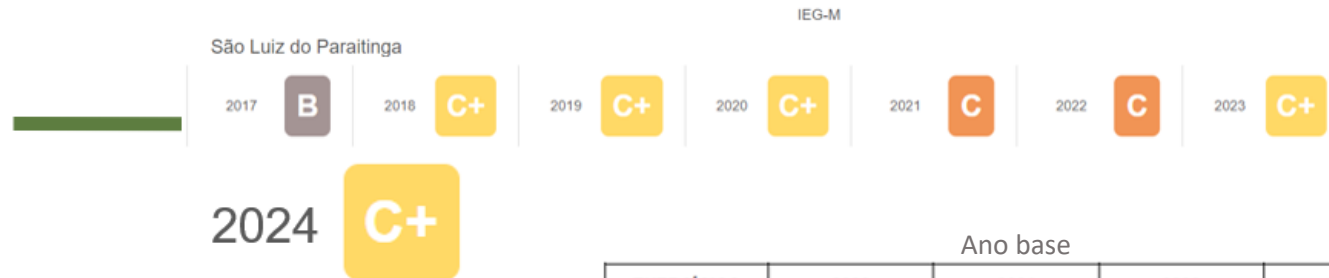 IEG-M
São Luiz do Paraitinga
2017 B 2018 C+ 2019 C+ 2020 C+ 2021 C 2022 C 2023 C+
2024 C+
Ano base